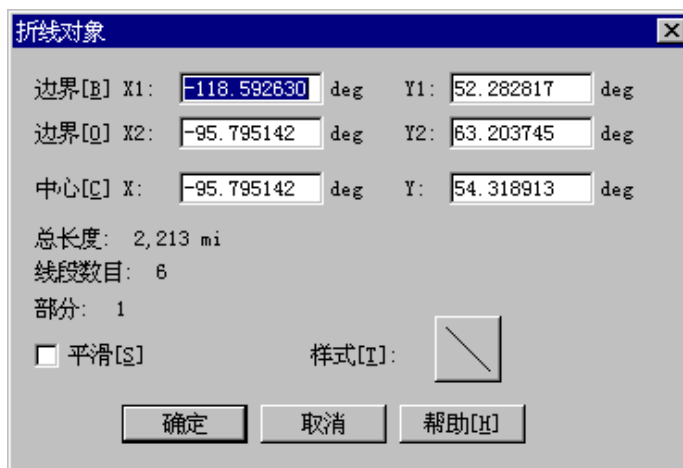 折线对象
边界[B] X1: -118.592630 deg Y1: 52.282817 deg
边界[O] X2: -95.795142 deg Y2: 63.203745 deg
中心[C] X: -95.795142 deg Y: 54.318913 deg
总长度: 2,213 mi
线段数目: 6
部分: 1
平滑[S] 样式[T]:
确定 取消 帮助[H]